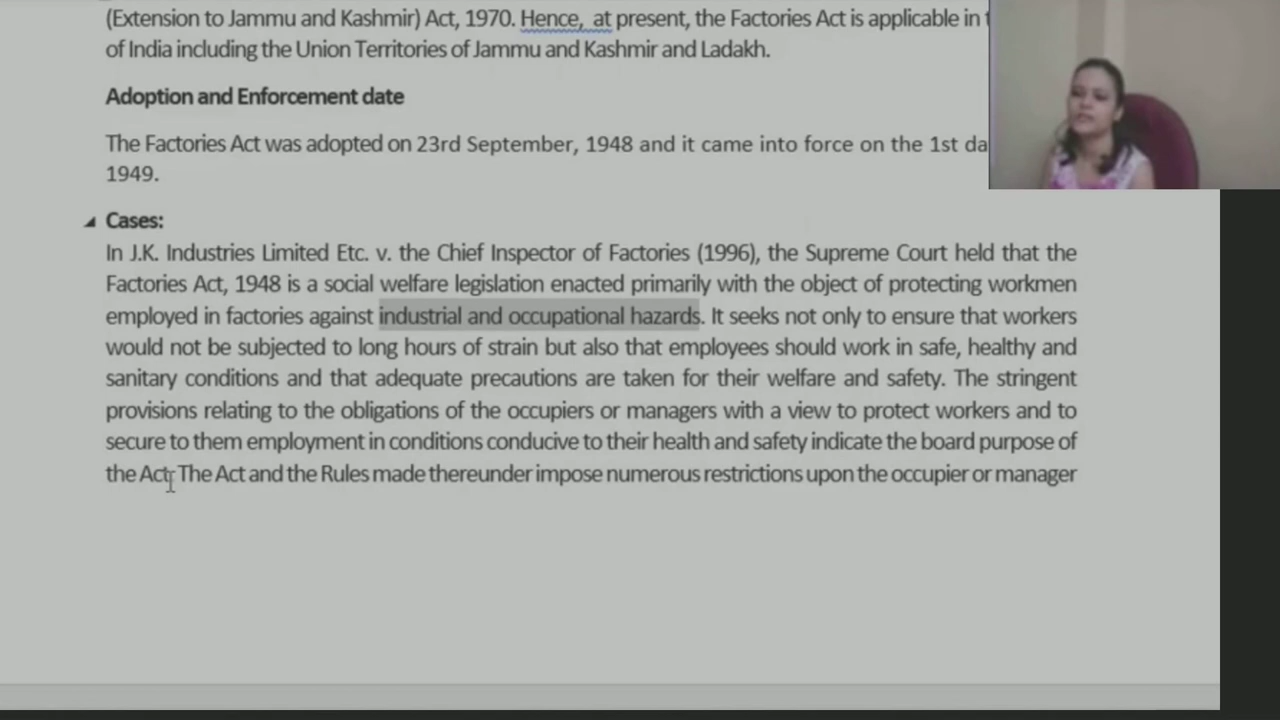 (Extension to Jammu and Kashmir) Act, 1970. Hence, at present, the Factories Act is applicable in
of India including the Union Territories of Jammu and Kashmir and Ladakh.
Adoption and Enforcement date
The Factories Act was adopted on 23rd September, 1948 and it came into force on the 1st
1949.
Cases:
In J.K. Industries Limited Etc. v. the Chief Inspector of Factories (1996), the Supreme Court held that the
Factories Act, 1948 is a social welfare legislation enacted primarily with the object of protecting workmen
employed in factories against industrial and occupational hazards. It seeks not only to ensure that workers
would not be subjected to long hours of strain but also that employees should work in safe, healthy and
sanitary conditions and that adequate precautions are taken for their welfare and safety. The stringent
provisions relating to the obligations of the occupiers or managers with a view to protect workers and to
secure to them employment in conditions conducive to their health and safety indicate the board purpose of
the Act. The Act and the Rules made thereunder impose numerous restrictions upon the occupier or manager